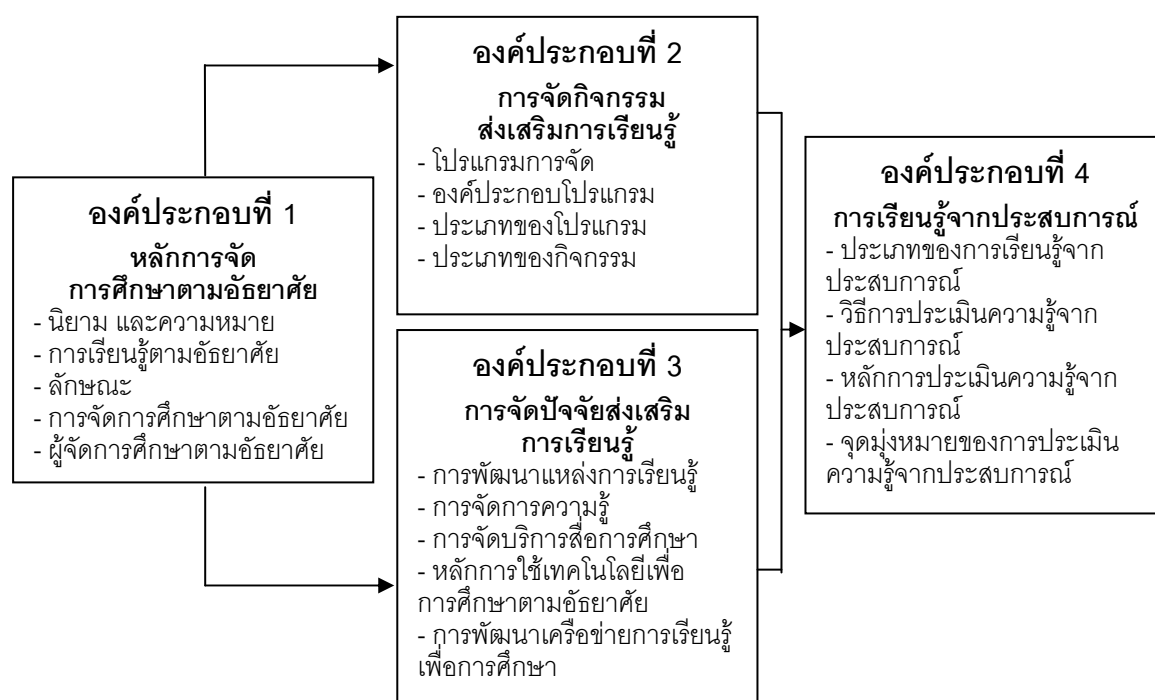 องค์ประกอบที่ 1
หลักการจัด
การศึกษาตามอัธยาศัย
- นิยาม และความหมาย
- การเรียนรู้ตามอัธยาศัย
- ลักษณะ
- การจัดการศึกษาตามอัธยาศัย
- ผู้จัดการศึกษาตามอัธยาศัย
องค์ประกอบที่ 2
การจัดกิจกรรม
ส่งเสริมการเรียนรู้
- โปรแกรมการจัด
- องค์ประกอบโปรแกรม
- ประเภทของโปรแกรม
- ประเภทของกิจกรรม
องค์ประกอบที่ 3
การจัดปัจจัยส่งเสริม
การเรียนรู้
- การพัฒนาแหล่งการเรียนรู้
- การจัดการความรู้
- การจัดบริการสื่อการศึกษา
- หลักการใช้เทคโนโลยีเพื่อ
การศึกษาตามอัธยาศัย
- การพัฒนาเครือข่ายการเรียนรู้
เพื่อการศึกษา
องค์ประกอบที่ 4
การเรียนรู้จากประสบการณ์
- ประเภทของการเรียนรู้จาก
ประสบการณ์
- วิธีการประเมินความรู้จาก
ประสบการณ์
- หลักการประเมินความรู้จาก
ประสบการณ์
- จุดมุ่งหมายของการประเมิน
ความรู้จากประสบการณ์